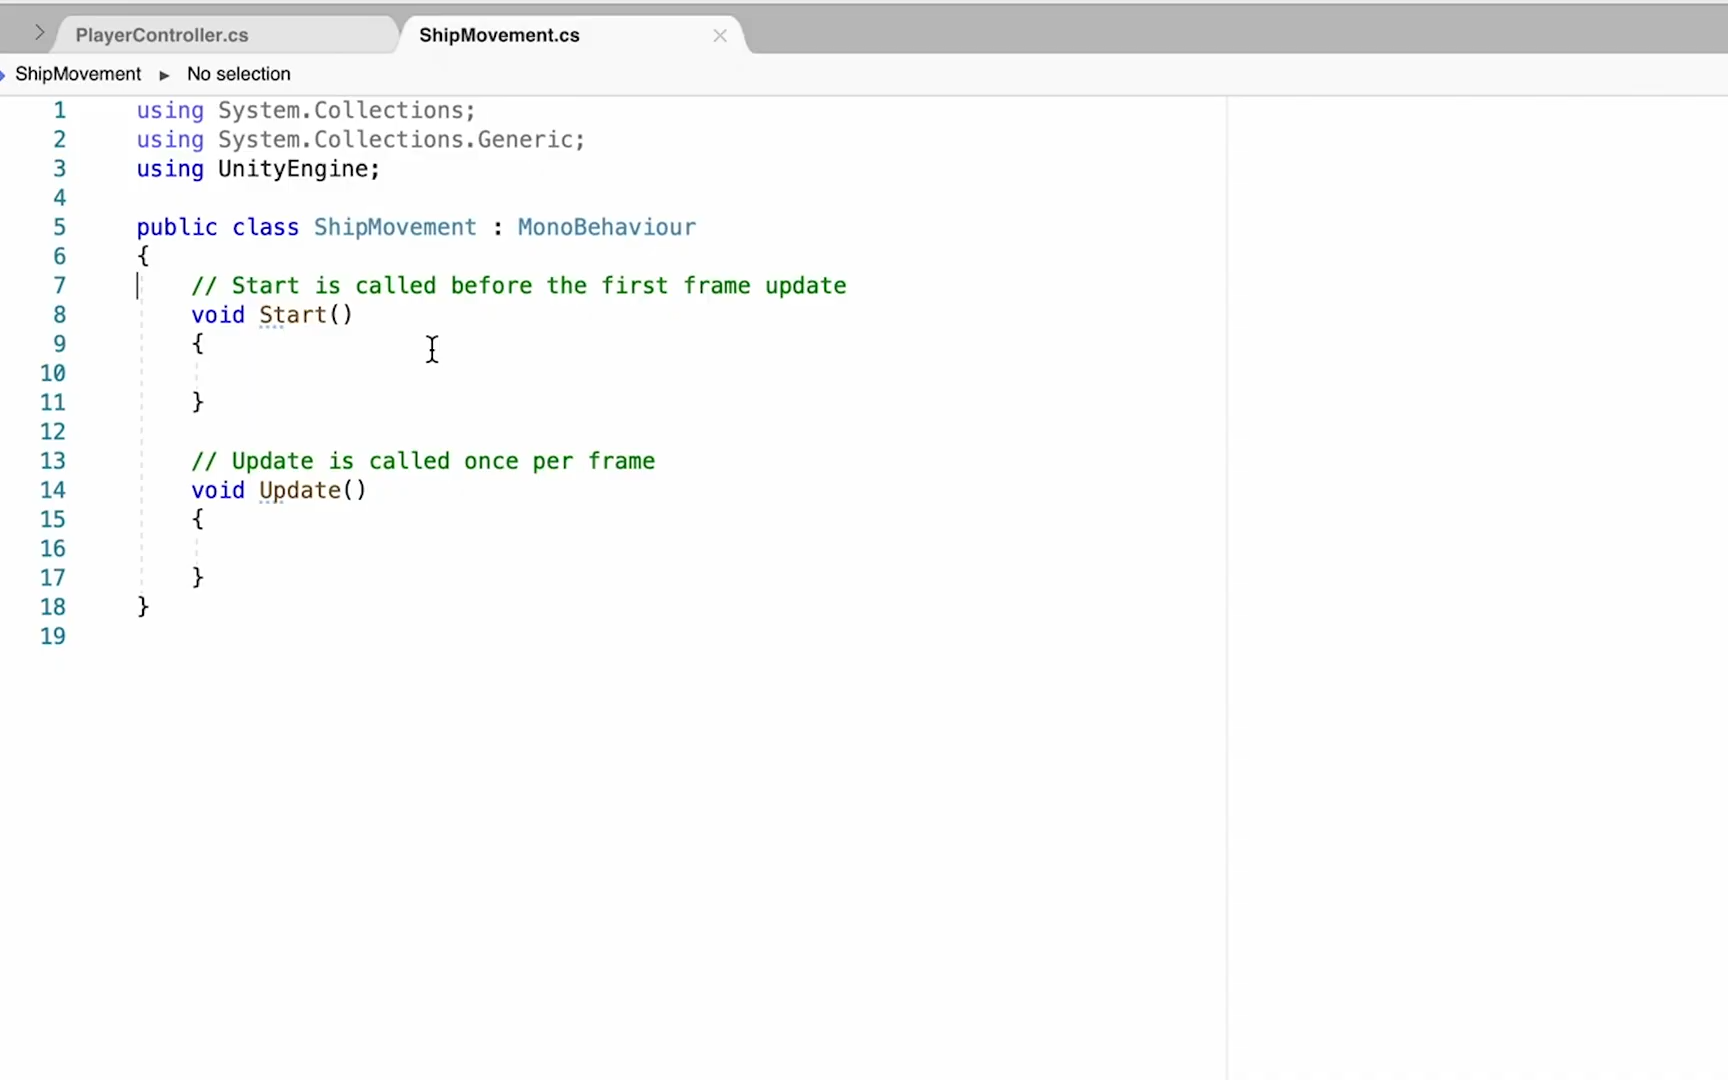 PlayerController.cs
ShipMovement.cs
ShipMovement ▸ No selection
1 using System.Collections;
2 using System.Collections.Generic;
3 using UnityEngine;
4
5 public class ShipMovement : MonoBehaviour
6 {
7 // Start is called before the first frame update
8 void Start()
9 {
10
11 }
12
13 // Update is called once per frame
14 void Update()
15 {
16
17 }
18 }
19